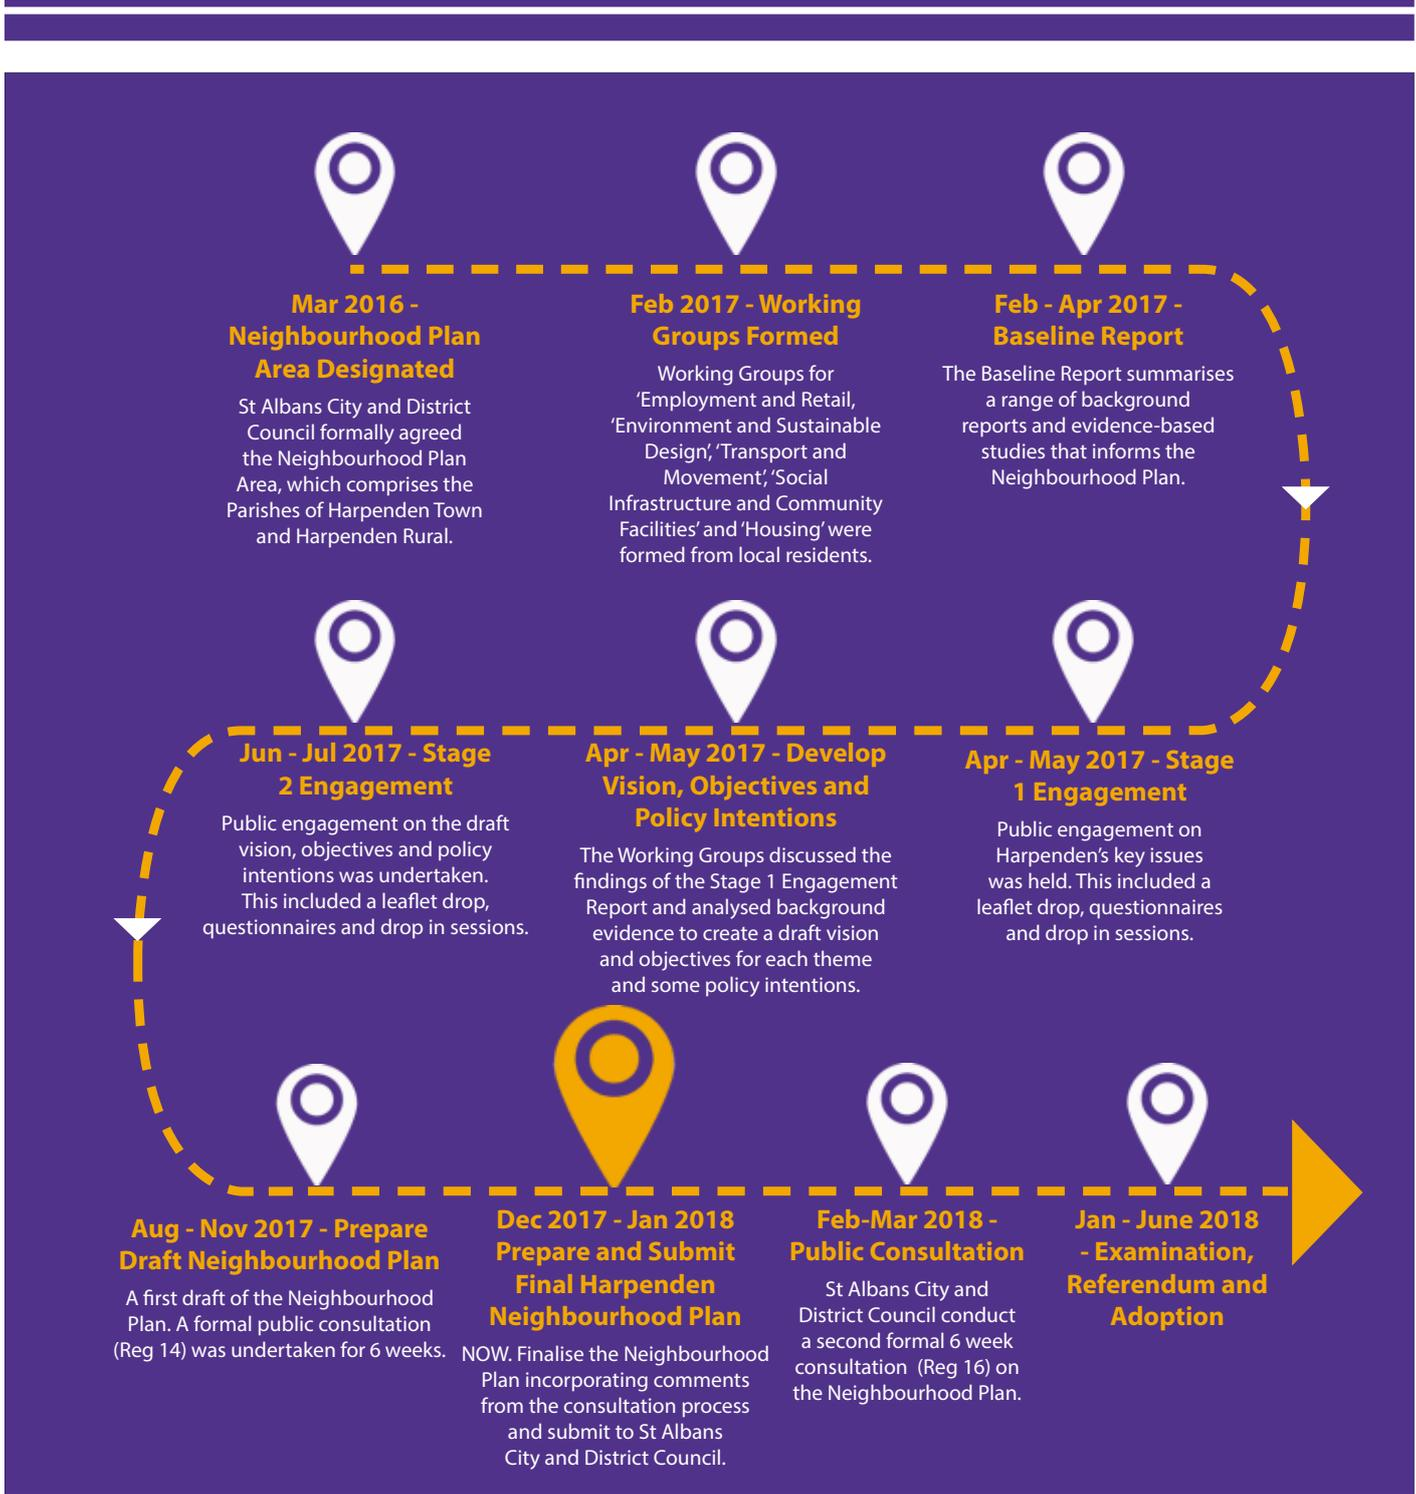 Mar 2016 -
Neighbourhood Plan
Area Designated
St Albans City and District
Council formally agreed
the Neighbourhood Plan
Area, which comprises the
Parishes of Harpenden Town
and Harpenden Rural.
Feb 2017 - Working
Groups Formed
Working Groups for
‘Employment and Retail,
‘Environment and Sustainable
Design’, ‘Transport and
Movement’, ‘Social
Infrastructure and Community
Facilities’ and ‘Housing’ were
formed from local residents.
Feb - Apr 2017 -
Baseline Report
The Baseline Report summarises
a range of background
reports and evidence-based
studies that informs the
Neighbourhood Plan.
Apr - May 2017 - Stage
1 Engagement
Public engagement on
Harpenden’s key issues
was held. This included a
leaflet drop, questionnaires
and drop in sessions.
Apr - May 2017 - Develop
Vision, Objectives and
Policy Intentions
The Working Groups discussed the
findings of the Stage 1 Engagement
Report and analysed background
evidence to create a draft vision
and objectives for each theme
and some policy intentions.
Jun - Jul 2017 - Stage
2 Engagement
Public engagement on the draft
vision, objectives and policy
intentions was undertaken.
This included a leaflet drop,
questionnaires and drop in sessions.
Aug - Nov 2017 - Prepare
Draft Neighbourhood Plan
A first draft of the Neighbourhood
Plan. A formal public consultation
(Reg 14) was undertaken for 6 weeks.
Dec 2017 - Jan 2018
Prepare and Submit
Final Harpenden
Neighbourhood Plan
NOW. Finalise the Neighbourhood
Plan incorporating comments
from the consultation process
and submit to St Albans
City and District Council.
Feb-Mar 2018 -
Public Consultation
St Albans City and
District Council conduct
a second formal 6 week
consultation (Reg 16) on
the Neighbourhood Plan.
Jan - June 2018
- Examination,
Referendum and
Adoption